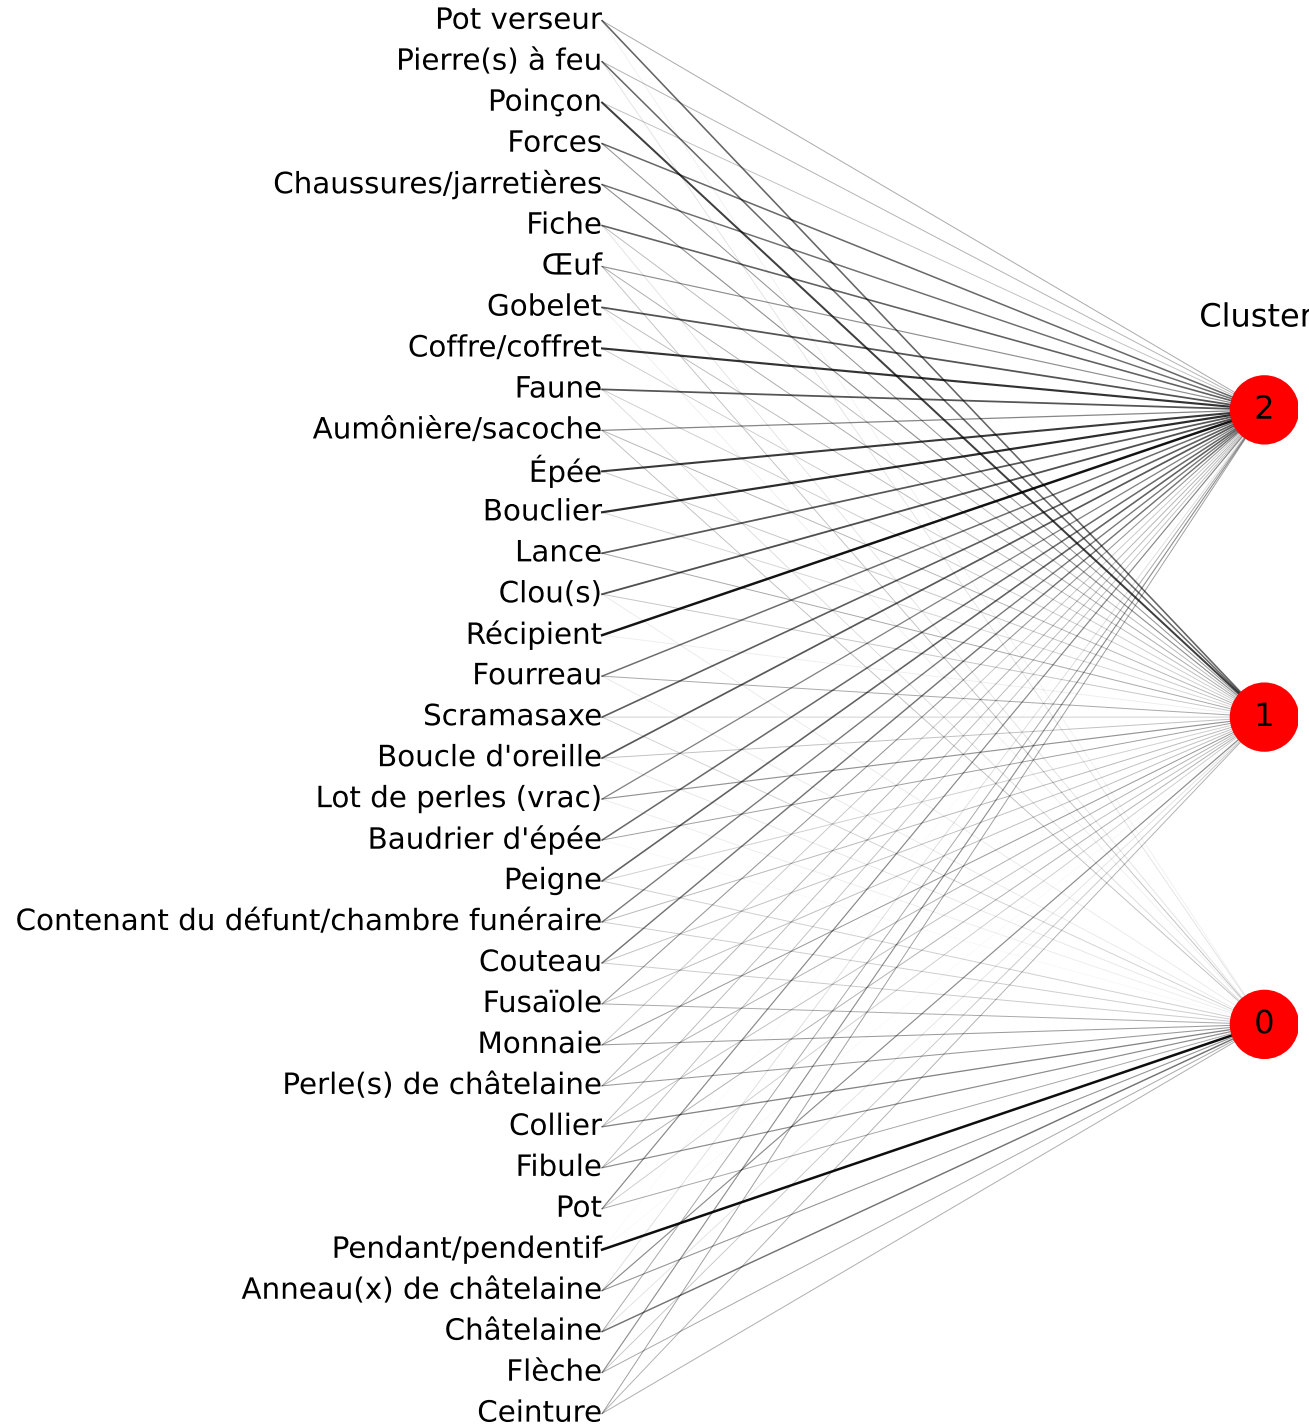 Pot verseur
Pierre(s) à feu
Poinçon
Forces
Chaussures/jarretières
Fiche
Œuf
Gobelet
Coffre/coffret
Faune
Aumônière/sacoche
Épée
Bouclier
Lance
Clou(s)
Récipient
Fourreau
Scramasaxe
Boucle d'oreille
Lot de perles (vrac)
Baudrier d'épée
Peigne
Contenant du défunt/chambre funéraire
Couteau
Fusaïole
Monnaie
Perle(s) de châtelaine
Collier
Fibule
Pot
Pendant/pendentif
Anneau(x) de châtelaine
Châtelaine
Flèche
Ceinture
Cluster
2
1
0